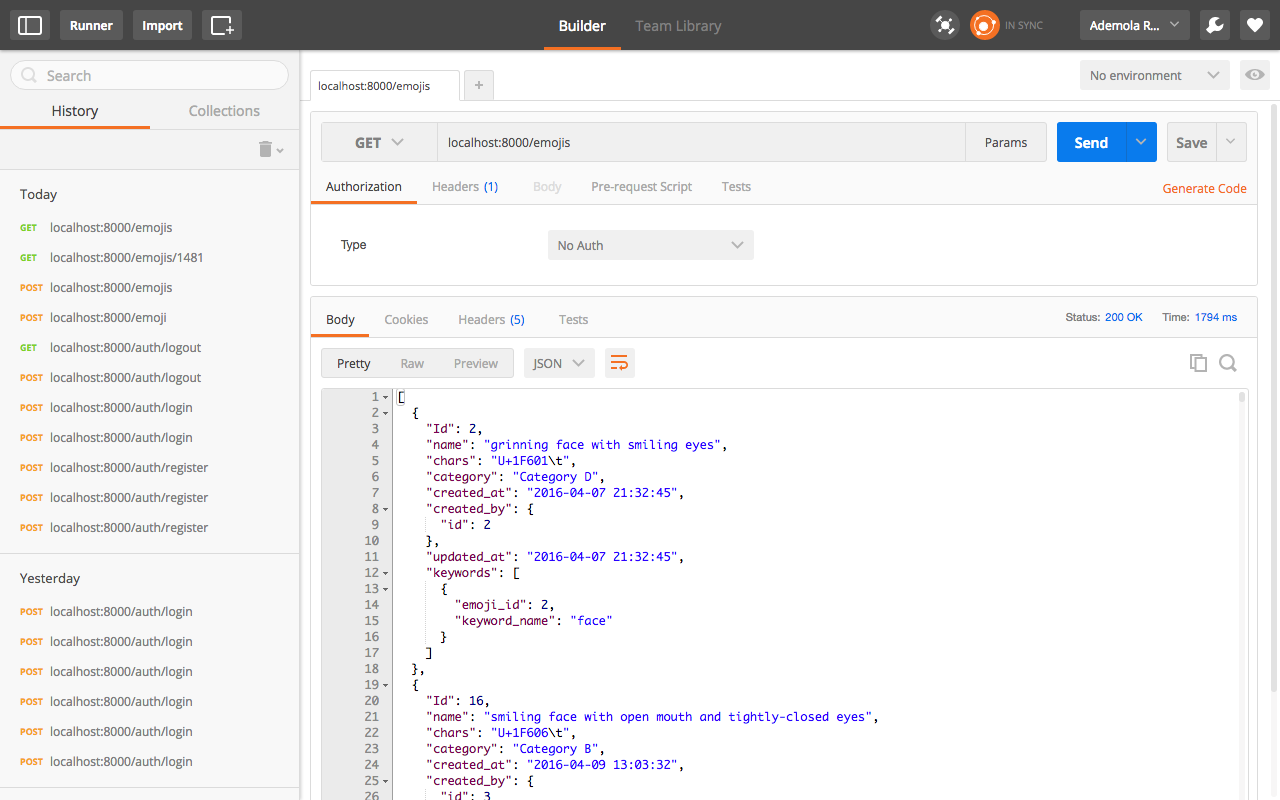 Runner
Import
Builder
Team Library
IN SYNC
Ademola R...
Search
History
Collections
Today
GET localhost:8000/emojis
GET localhost:8000/emojis/1481
POST localhost:8000/emojis
POST localhost:8000/emoji
GET localhost:8000/auth/logout
POST localhost:8000/auth/logout
POST localhost:8000/auth/login
POST localhost:8000/auth/login
POST localhost:8000/auth/register
POST localhost:8000/auth/register
POST localhost:8000/auth/register
Yesterday
POST localhost:8000/auth/login
POST localhost:8000/auth/login
POST localhost:8000/auth/login
POST localhost:8000/auth/login
POST localhost:8000/auth/login
POST localhost:8000/auth/login
localhost:8000/emojis
+
No environment
GET
localhost:8000/emojis
Params
Send
Save
Authorization
Headers (1)
Body
Pre-request Script
Tests
Generate Code
Type
No Auth
Body
Cookies
Headers (5)
Tests
Status: 200 OK
Time: 1794 ms
Pretty
Raw
Preview
JSON
1 [
2 {
3 "Id": 2,
4 "name": "grinning face with smiling eyes",
5 "chars": "U+1F601\t",
6 "category": "Category D",
7 "created_at": "2016-04-07 21:32:45",
8 "created_by": {
9 "id": 2
10 },
11 "updated_at": "2016-04-07 21:32:45",
12 "keywords": [
13 {
14 "emoji_id": 2,
15 "keyword_name": "face"
16 }
17 ]
18 },
19 {
20 "Id": 16,
21 "name": "smiling face with open mouth and tightly-closed eyes",
22 "chars": "U+1F606\t",
23 "category": "Category B",
24 "created_at": "2016-04-09 13:03:32",
25 "created_by": {
26 "id": 3